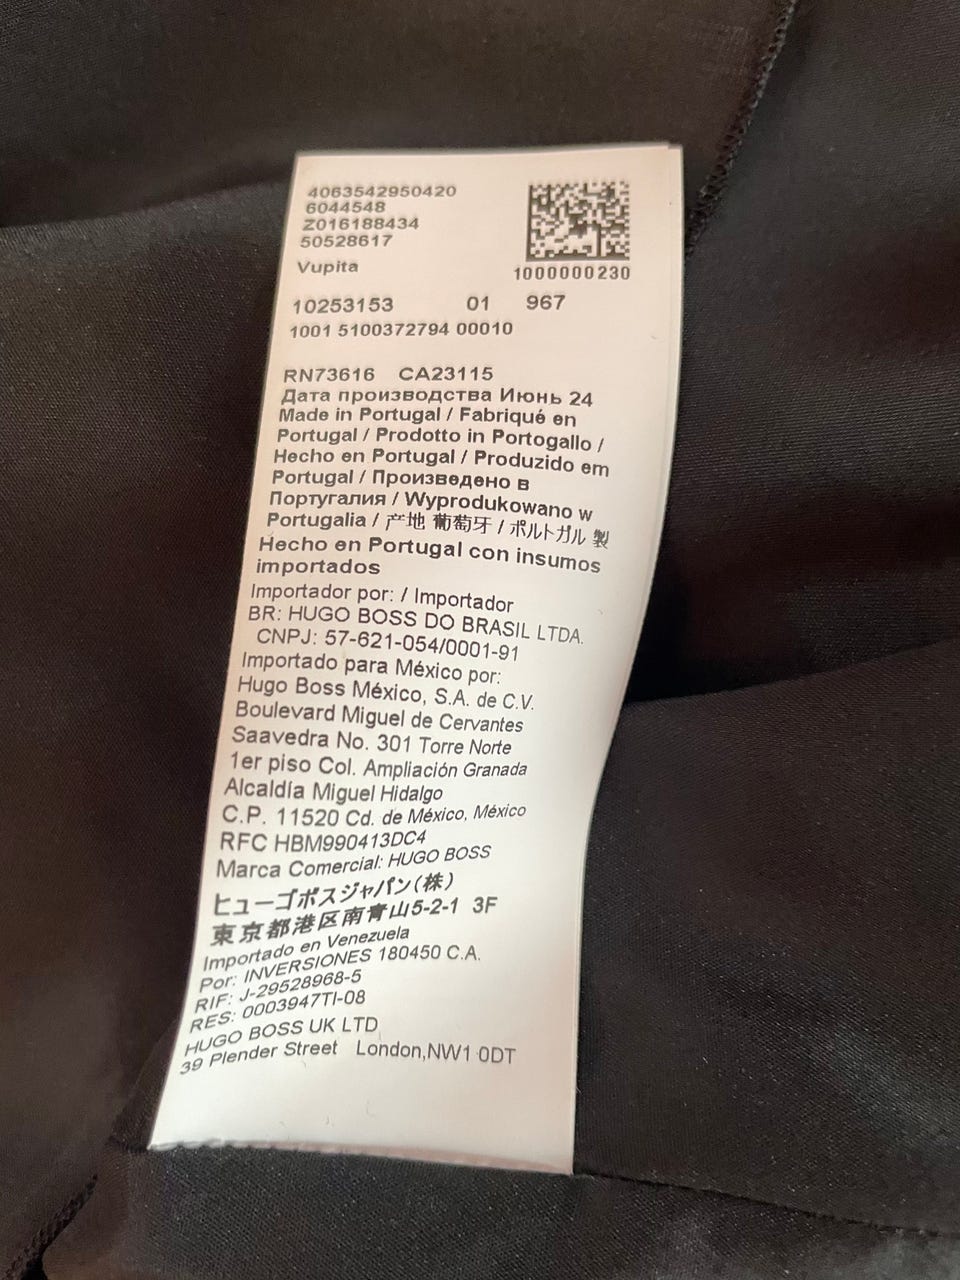 4063542950420
6044548
Z016188434
50528617
Vupita
1000000230
10253153 01 967
1001 5100372794 00010
RN73616 CA23115
Дата производства Июнь 24
Made in Portugal / Fabriqué en
Portugal / Prodotto in Portogallo /
Hecho en Portugal / Produzido em
Portugal / Произведено в
Португалия / Wyprodukowano w
Portugalia / 产地 葡萄牙 / ポルトガル 製
Hecho en Portugal con insumos
importados
Importador por: / Importador
BR: HUGO BOSS DO BRASIL LTDA.
CNPJ: 57-621-054/0001-91
Importado para México por:
Hugo Boss México, S.A. de C.V.
Boulevard Miguel de Cervantes
Saavedra No. 301 Torre Norte
1er piso Col. Ampliación Granada
Alcaldía Miguel Hidalgo
C.P. 11520 Cd. de México, México
RFC HBM990413DC4
Marca Comercial: HUGO BOSS
ヒューゴボスジャパン(株)
東京都港区南青山5-2-1 3F
Importado en Venezuela
Por: INVERSIONES 180450 C.A.
RIF: J-29528968-5
RES: 0003947TI-08
HUGO BOSS UK LTD
39 Plender Street London,NW1 0DT